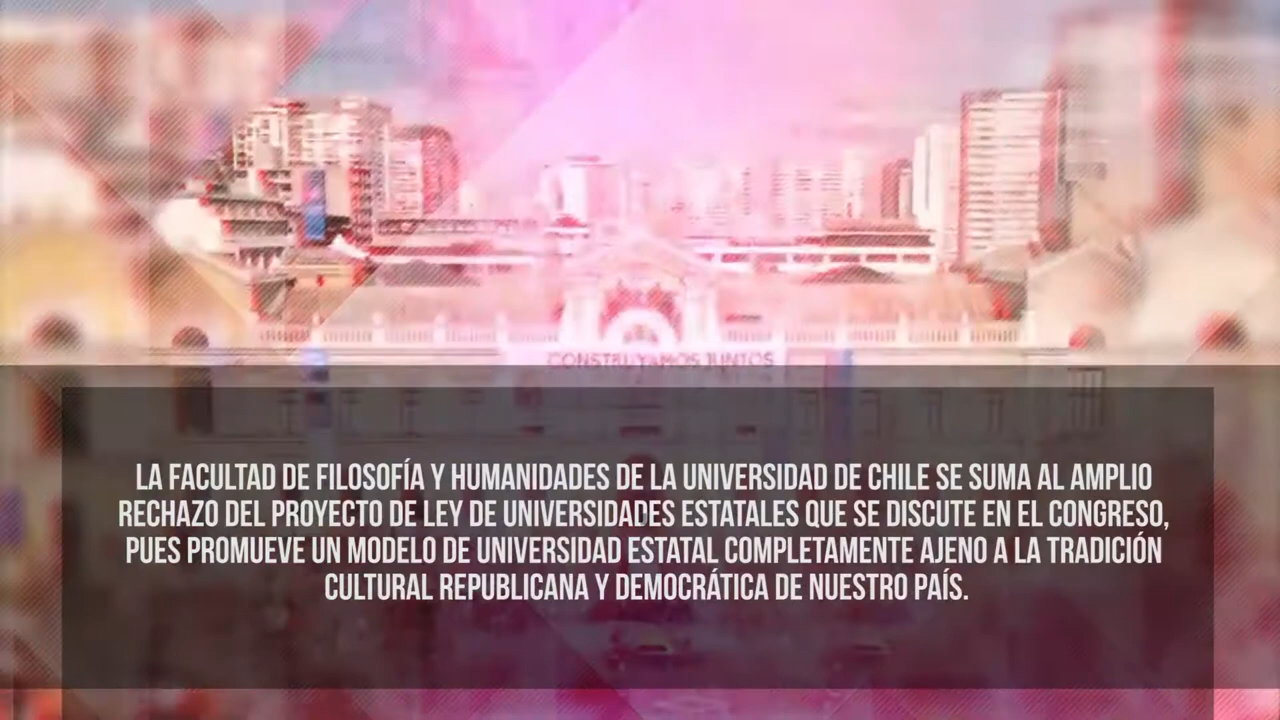 CONSTRUYAMOS JUNTOS
LA FACULTAD DE FILOSOFÍA Y HUMANIDADES DE LA UNIVERSIDAD DE CHILE SE SUMA AL AMPLIO
RECHAZO DEL PROYECTO DE LEY DE UNIVERSIDADES ESTATALES QUE SE DISCUTE EN EL CONGRESO,
PUES PROMUEVE UN MODELO DE UNIVERSIDAD ESTATAL COMPLETAMENTE AJENO A LA TRADICIÓN
CULTURAL REPUBLICANA Y DEMOCRÁTICA DE NUESTRO PAÍS.